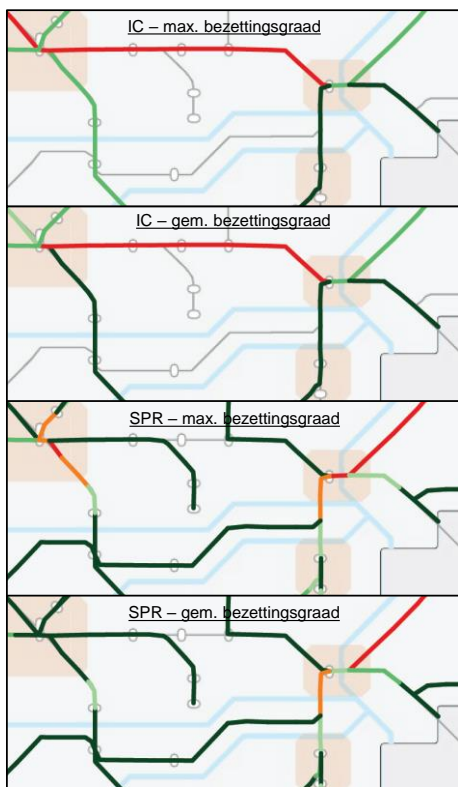 IC – max. bezettingsgraad
IC – gem. bezettingsgraad
SPR – max. bezettingsgraad
SPR – gem. bezettingsgraad